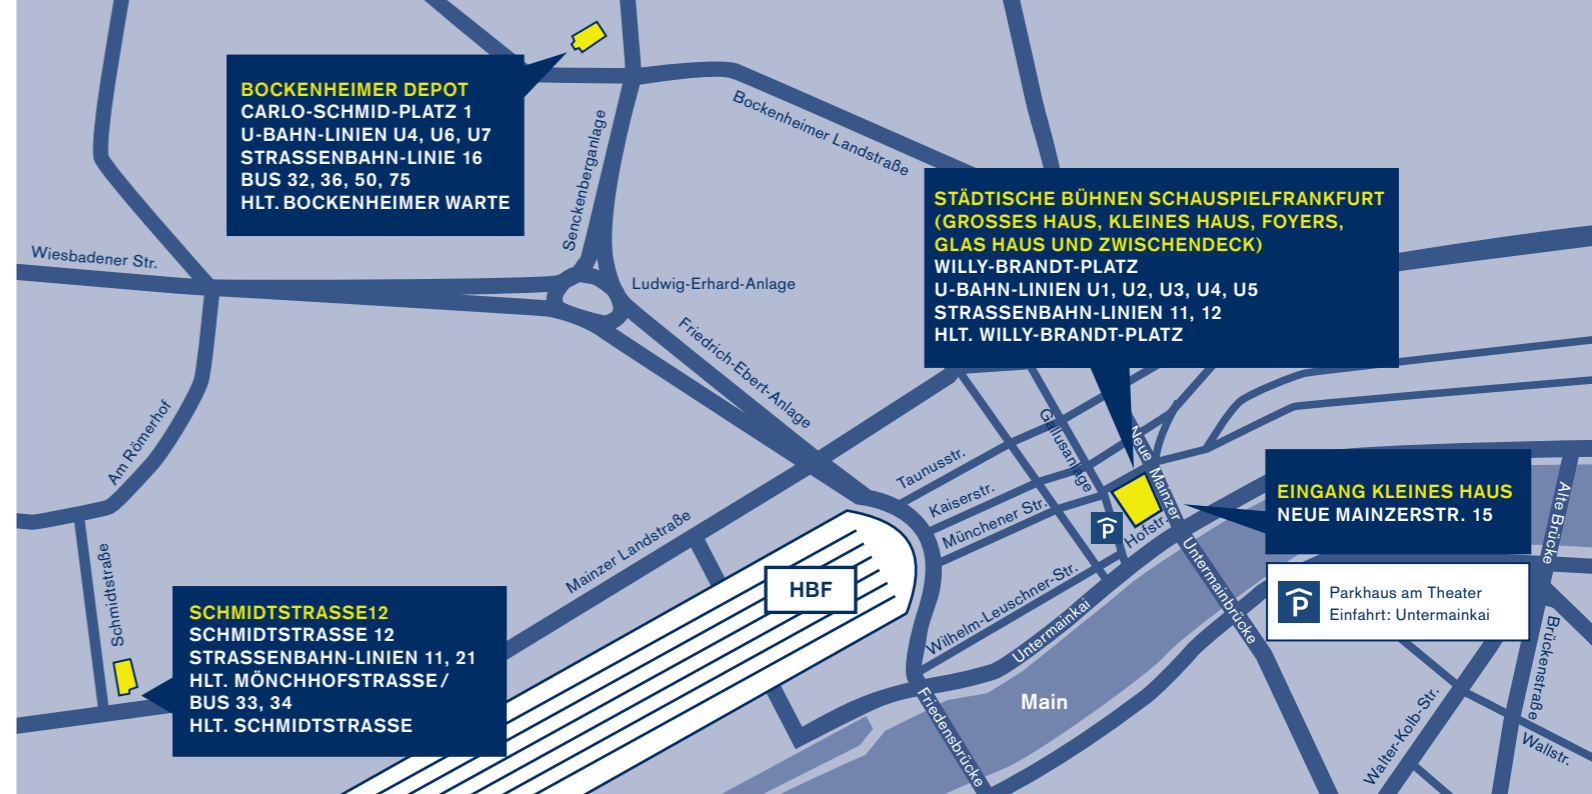 BOCKENHEIMER DEPOT
CARLO-SCHMID-PLATZ 1
U-BAHN-LINIEN U4, U6, U7
STRASSENBAHN-LINIE 16
BUS 32, 36, 50, 75
HLT. BOCKENHEIMER WARTE
Bockenheimer Landstraße
Senckenberganlage
STÄDTISCHE BÜHNEN SCHAUSPIELFRANKFURT
(GROSSES HAUS, KLEINES HAUS, FOYERS,
GLAS HAUS UND ZWISCHENDECK)
WILLY-BRANDT-PLATZ
U-BAHN-LINIEN U1, U2, U3, U4, U5
STRASSENBAHN-LINIEN 11, 12
HLT. WILLY-BRANDT-PLATZ
Wiesbadener Str.
Ludwig-Erhard-Anlage
Friedrich-Ebert-Anlage
Am Römerhof
Gallusanlage
Neue Mainzer
Taunusstr.
Kaiserstr.
Münchener Str.
Hofstr.
P
EINGANG KLEINES HAUS
NEUE MAINZERSTR. 15
Alte Brücke
Mainzer Landstraße
Schmidtstraße
HBF
Wilhelm-Leuschner-Str.
Untermainkai
Untermainbrücke
P
Parkhaus am Theater
Einfahrt: Untermainkai
SCHMIDTSTRASSE12
SCHMIDTSTRASSE 12
STRASSENBAHN-LINIEN 11, 21
HLT. MÖNCHHOFSTRASSE/
BUS 33, 34
HLT. SCHMIDTSTRASSE
Main
Friedensbrücke
Brückenstraße
Walter-Kolb-Str.
Wallstr.